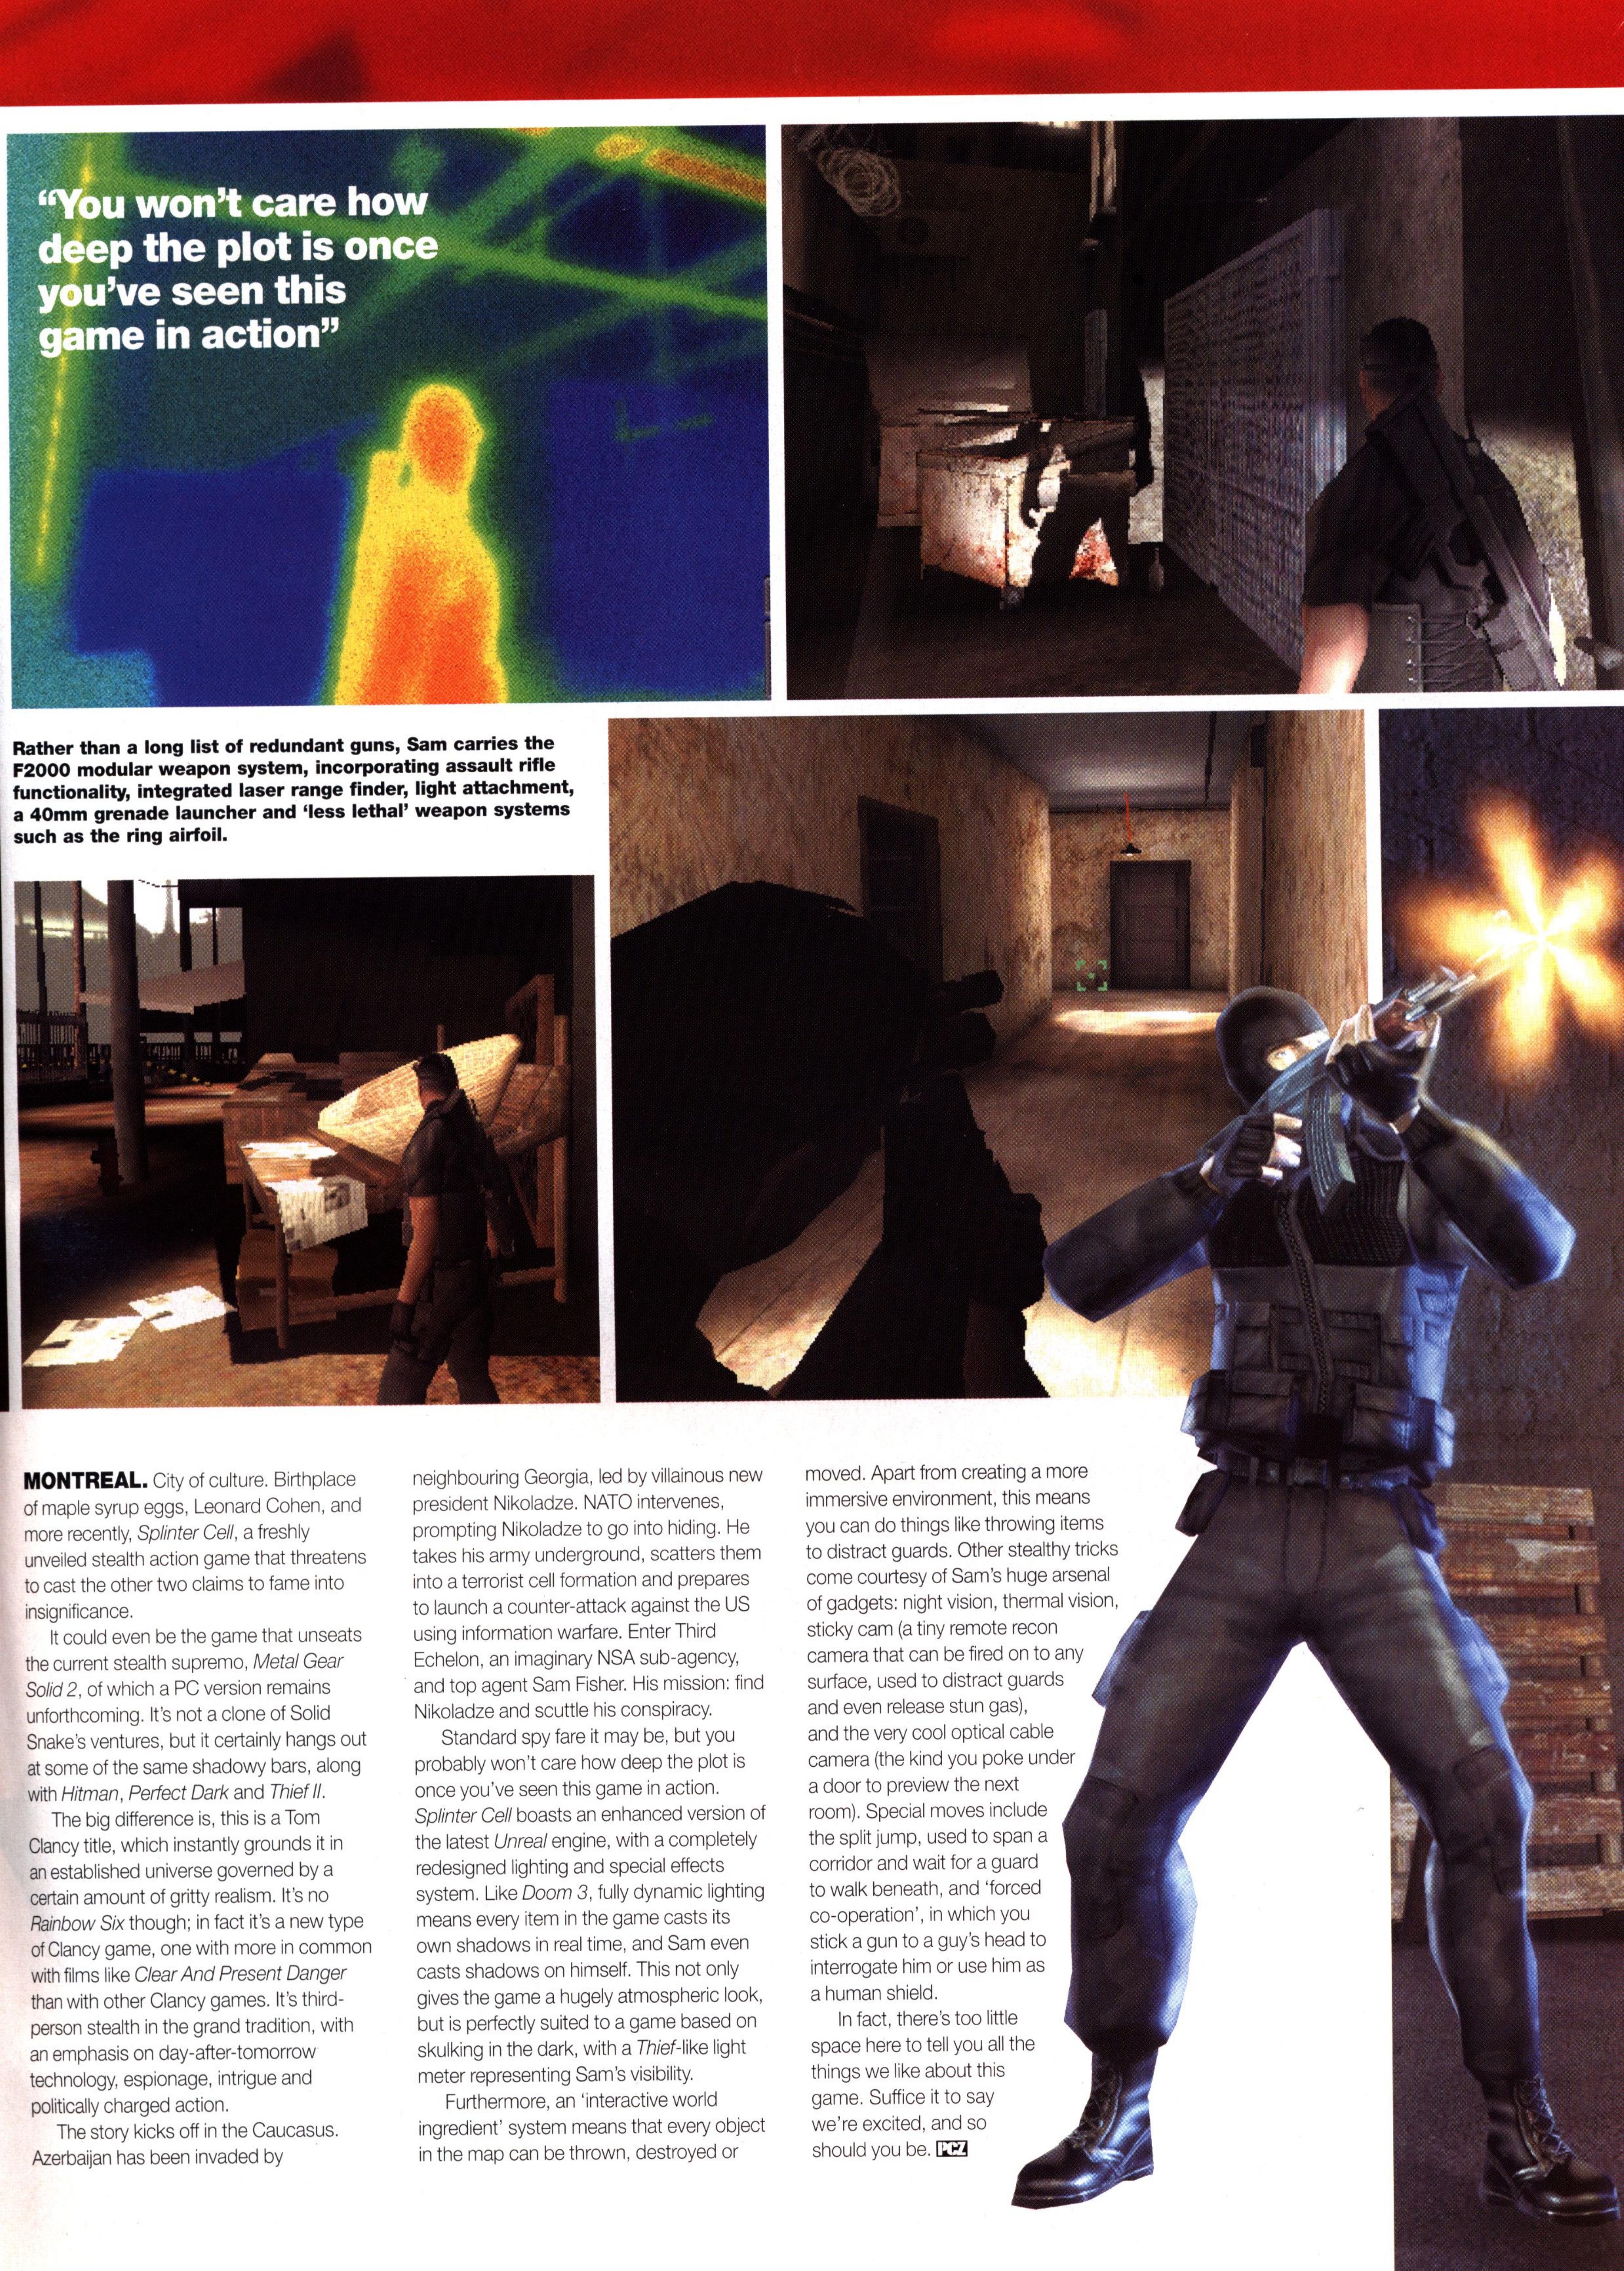 “You won’t care how
deep the plot is once
you’ve seen this
game in action”
Rather than a long list of redundant guns, Sam carries the
F2000 modular weapon system, incorporating assault rifle
functionality, integrated laser range finder, light attachment,
a 40mm grenade launcher and ‘less lethal’ weapon systems
such as the ring airfoil.
MONTREAL. City of culture. Birthplace
of maple syrup eggs, Leonard Cohen, and
more recently, Splinter Cell, a freshly
unveiled stealth action game that threatens
to cast the other two claims to fame into
insignificance.
It could even be the game that unseats
the current stealth supremo, Metal Gear
Solid 2, of which a PC version remains
unforthcoming. It’s not a clone of Solid
Snake’s ventures, but it certainly hangs out
at some of the same shadowy bars, along
with Hitman, Perfect Dark and Thief II.
The big difference is, this is a Tom
Clancy title, which instantly grounds it in
an established universe governed by a
certain amount of gritty realism. It’s no
Rainbow Six though; in fact it’s a new type
of Clancy game, one with more in common
with films like Clear And Present Danger
than with other Clancy games. It’s third-
person stealth in the grand tradition, with
an emphasis on day-after-tomorrow
technology, espionage, intrigue and
politically charged action.
The story kicks off in the Caucasus.
Azerbaijan has been invaded by
neighbouring Georgia, led by villainous new
president Nikoladze. NATO intervenes,
prompting Nikoladze to go into hiding. He
takes his army underground, scatters them
into a terrorist cell formation and prepares
to launch a counter-attack against the US
using information warfare. Enter Third
Echelon, an imaginary NSA sub-agency,
and top agent Sam Fisher. His mission: find
Nikoladze and scuttle his conspiracy.
Standard spy fare it may be, but you
probably won’t care how deep the plot is
once you’ve seen this game in action.
Splinter Cell boasts an enhanced version of
the latest Unreal engine, with a completely
redesigned lighting and special effects
system. Like Doom 3, fully dynamic lighting
means every item in the game casts its
own shadows in real time, and Sam even
casts shadows on himself. This not only
gives the game a hugely atmospheric look,
but is perfectly suited to a game based on
skulking in the dark, with a Thief-like light
meter representing Sam’s visibility.
Furthermore, an ‘interactive world
ingredient’ system means that every object
in the map can be thrown, destroyed or
moved. Apart from creating a more
immersive environment, this means
you can do things like throwing items
to distract guards. Other stealthy tricks
come courtesy of Sam’s huge arsenal
of gadgets: night vision, thermal vision,
sticky cam (a tiny remote recon
camera that can be fired on to any
surface, used to distract guards
and even release stun gas),
and the very cool optical cable
camera (the kind you poke under
a door to preview the next
room). Special moves include
the split jump, used to span a
corridor and wait for a guard
to walk beneath, and ‘forced
co-operation’, in which you
stick a gun to a guy’s head to
interrogate him or use him as
a human shield.
In fact, there’s too little
space here to tell you all the
things we like about this
game. Suffice it to say
we’re excited, and so
should you be. PCZ